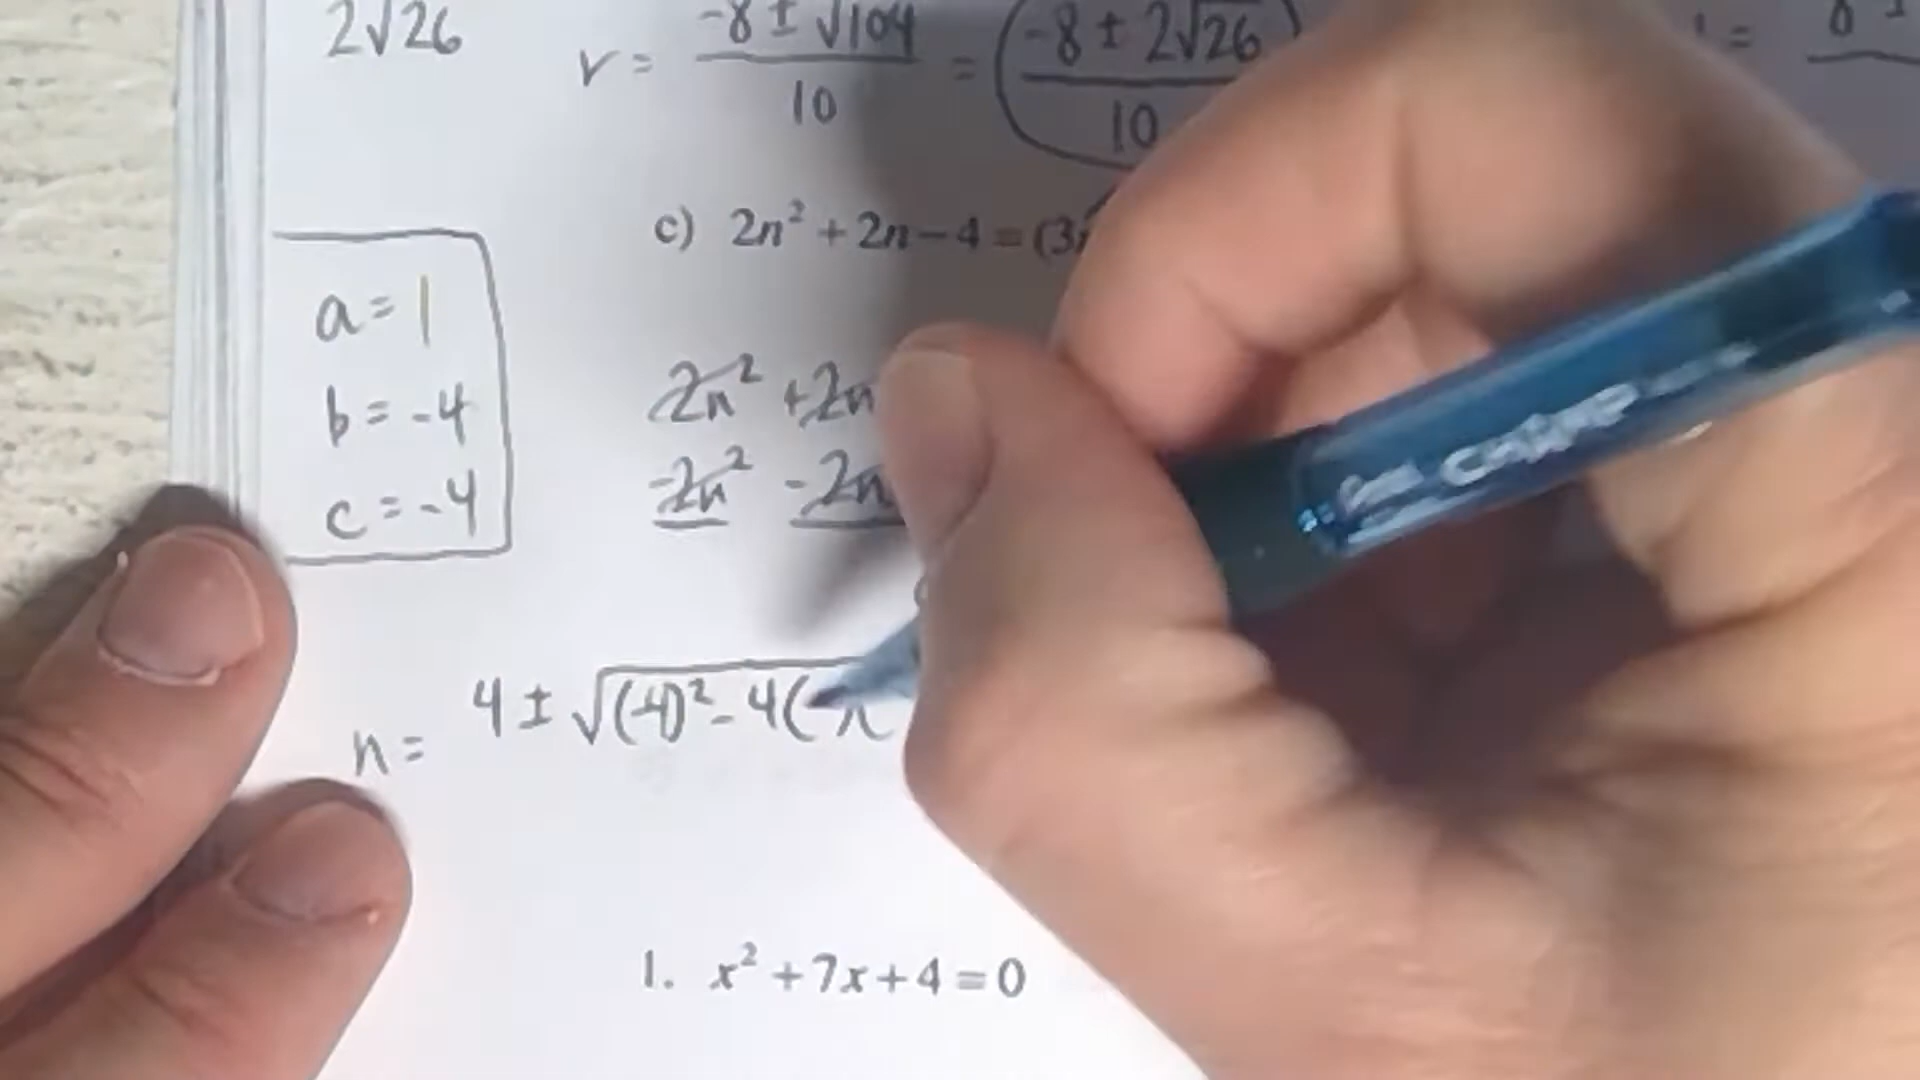 2√26
r = -8 ± √104 / 10 = -8 ± 2√26 / 10
=
c) 2n² + 2n - 4 = (3
a = 1
b = -4
c = -4
2n² + 2n
-2n² - 2n
n = 4 ± √(-4)² - 4(
1. x² + 7x + 4 = 0